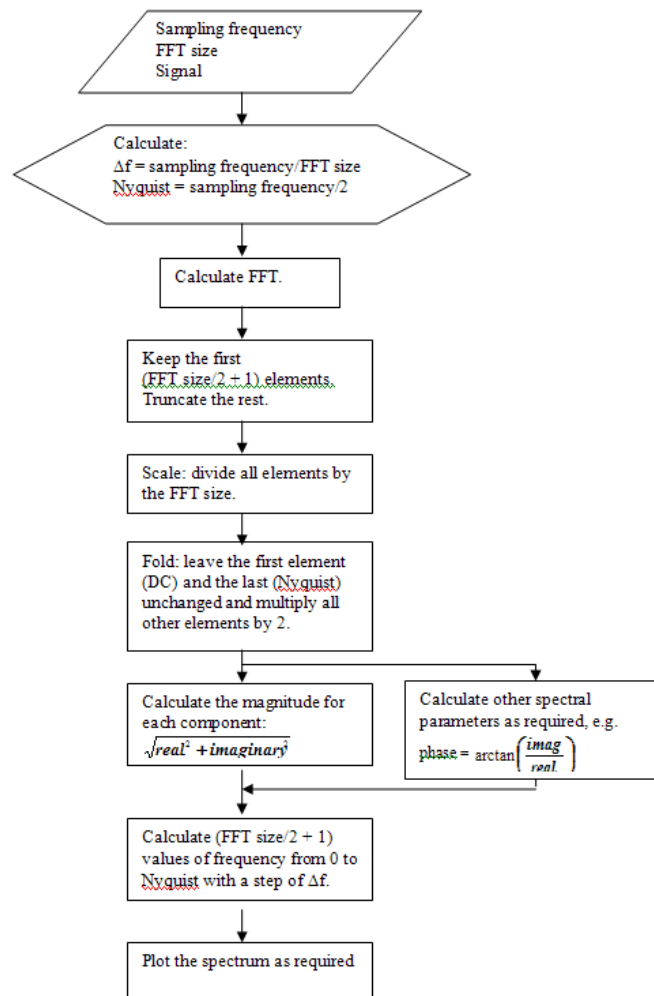 Sampling frequency
FFT size
Signal
Calculate:
Δf = sampling frequency/FFT size
Nyquist = sampling frequency/2
Calculate FFT.
Keep the first
(FFT size/2 + 1) elements.
Truncate the rest.
Scale: divide all elements by
the FFT size.
Fold: leave the first element
(DC) and the last (Nyquist)
unchanged and multiply all
other elements by 2.
Calculate the magnitude for
each component:
√real² + imaginary²
Calculate other spectral
parameters as required, e.g.
phase = arctan(imag/real)
Calculate (FFT size/2 + 1)
values of frequency from 0 to
Nyquist with a step of Δf.
Plot the spectrum as required